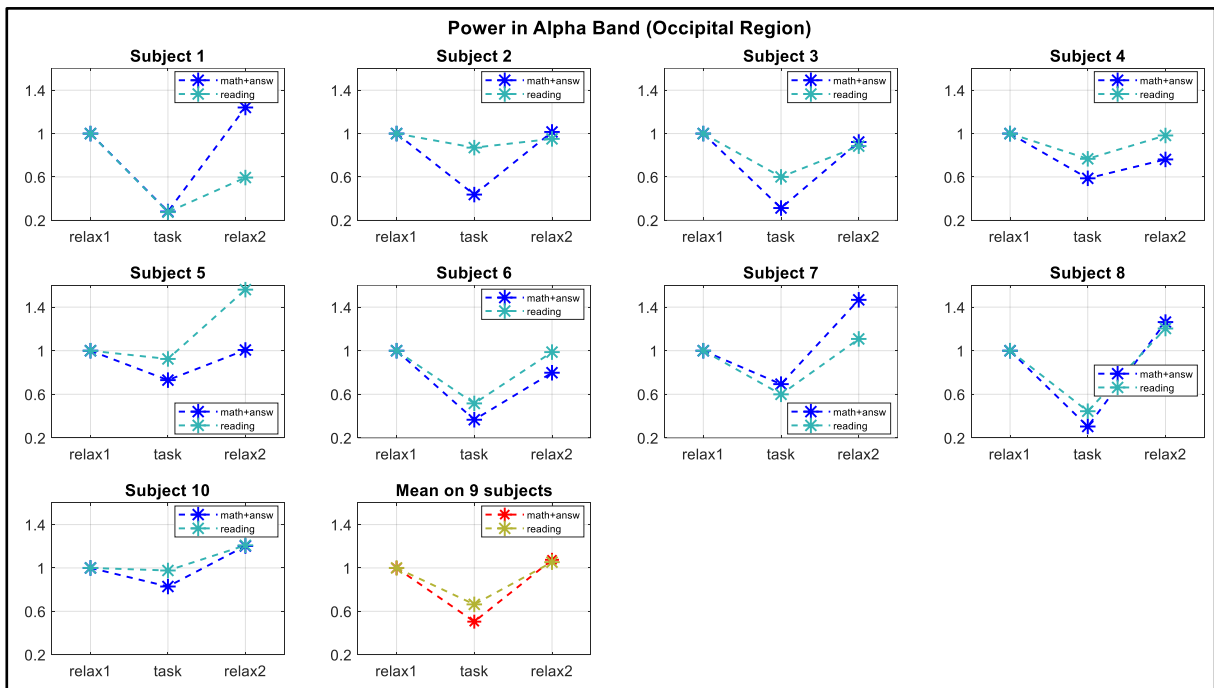 Power in Alpha Band (Occipital Region)
Subject 1
math+answ
reading
1.4
1
0.6
0.2
relax1 task relax2
Subject 2
math+answ
reading
1.4
1
0.6
0.2
relax1 task relax2
Subject 3
math+answ
reading
1.4
1
0.6
0.2
relax1 task relax2
Subject 4
math+answ
reading
1.4
1
0.6
0.2
relax1 task relax2
Subject 5
1.4
1
0.6
0.2
math+answ
reading
relax1 task relax2
Subject 6
math+answ
reading
1.4
1
0.6
0.2
relax1 task relax2
Subject 7
1.4
1
0.6
0.2
math+answ
reading
relax1 task relax2
Subject 8
1.4
1
0.6
0.2
math+answ
reading
relax1 task relax2
Subject 10
math+answ
reading
1.4
1
0.6
0.2
relax1 task relax2
Mean on 9 subjects
math+answ
reading
1.4
1
0.6
0.2
relax1 task relax2